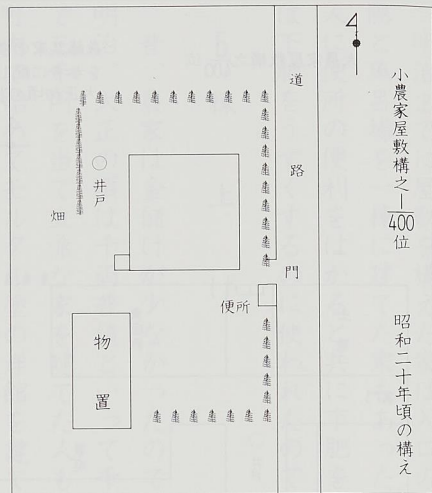 小農家屋敷構之1/400位
昭和二十年頃の構え
道路
門
便所
井戸
畑
物置